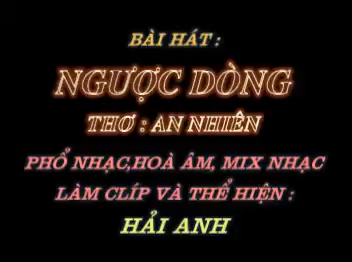 BÀI HÁT :
NGƯỢC DÒNG
THƠ : AN NHIÊN
PHỔ NHẠC,HOÀ ÂM, MIX NHẠC
LÀM CLÍP VÀ THỂ HIỆN :
HẢI ANH